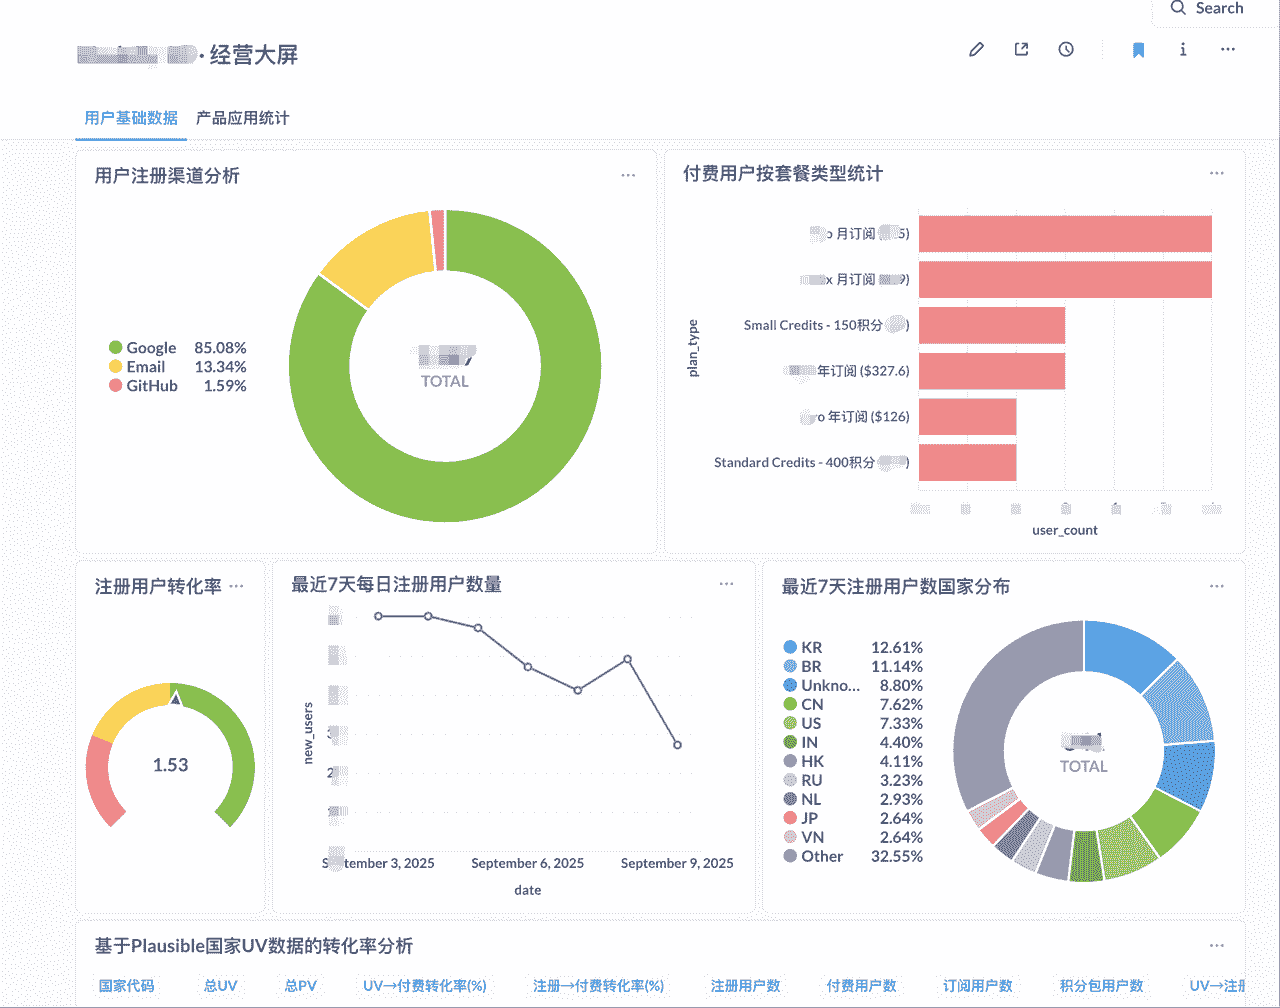 Search
· 经营大屏
用户基础数据 产品应用统计
用户注册渠道分析
Google 85.08%
Email 13.34%
GitHub 1.59%
TOTAL
付费用户按套餐类型统计
plan_type
月订阅
月订阅
Small Credits - 150积分
年订阅 ($327.6)
年订阅 ($126)
Standard Credits - 400积分
user_count
注册用户转化率
1.53
最近7天每日注册用户数量
new_users
September 3, 2025 September 6, 2025 September 9, 2025
date
最近7天注册用户数国家分布
KR 12.61%
BR 11.14%
Unkno... 8.80%
CN 7.62%
US 7.33%
IN 4.40%
HK 4.11%
RU 3.23%
NL 2.93%
JP 2.64%
VN 2.64%
Other 32.55%
TOTAL
基于Plausible国家UV数据的转化率分析
国家代码 总UV 总PV UV→付费转化率(%) 注册→付费转化率(%) 注册用户数 付费用户数 订阅用户数 积分包用户数 UV→注册